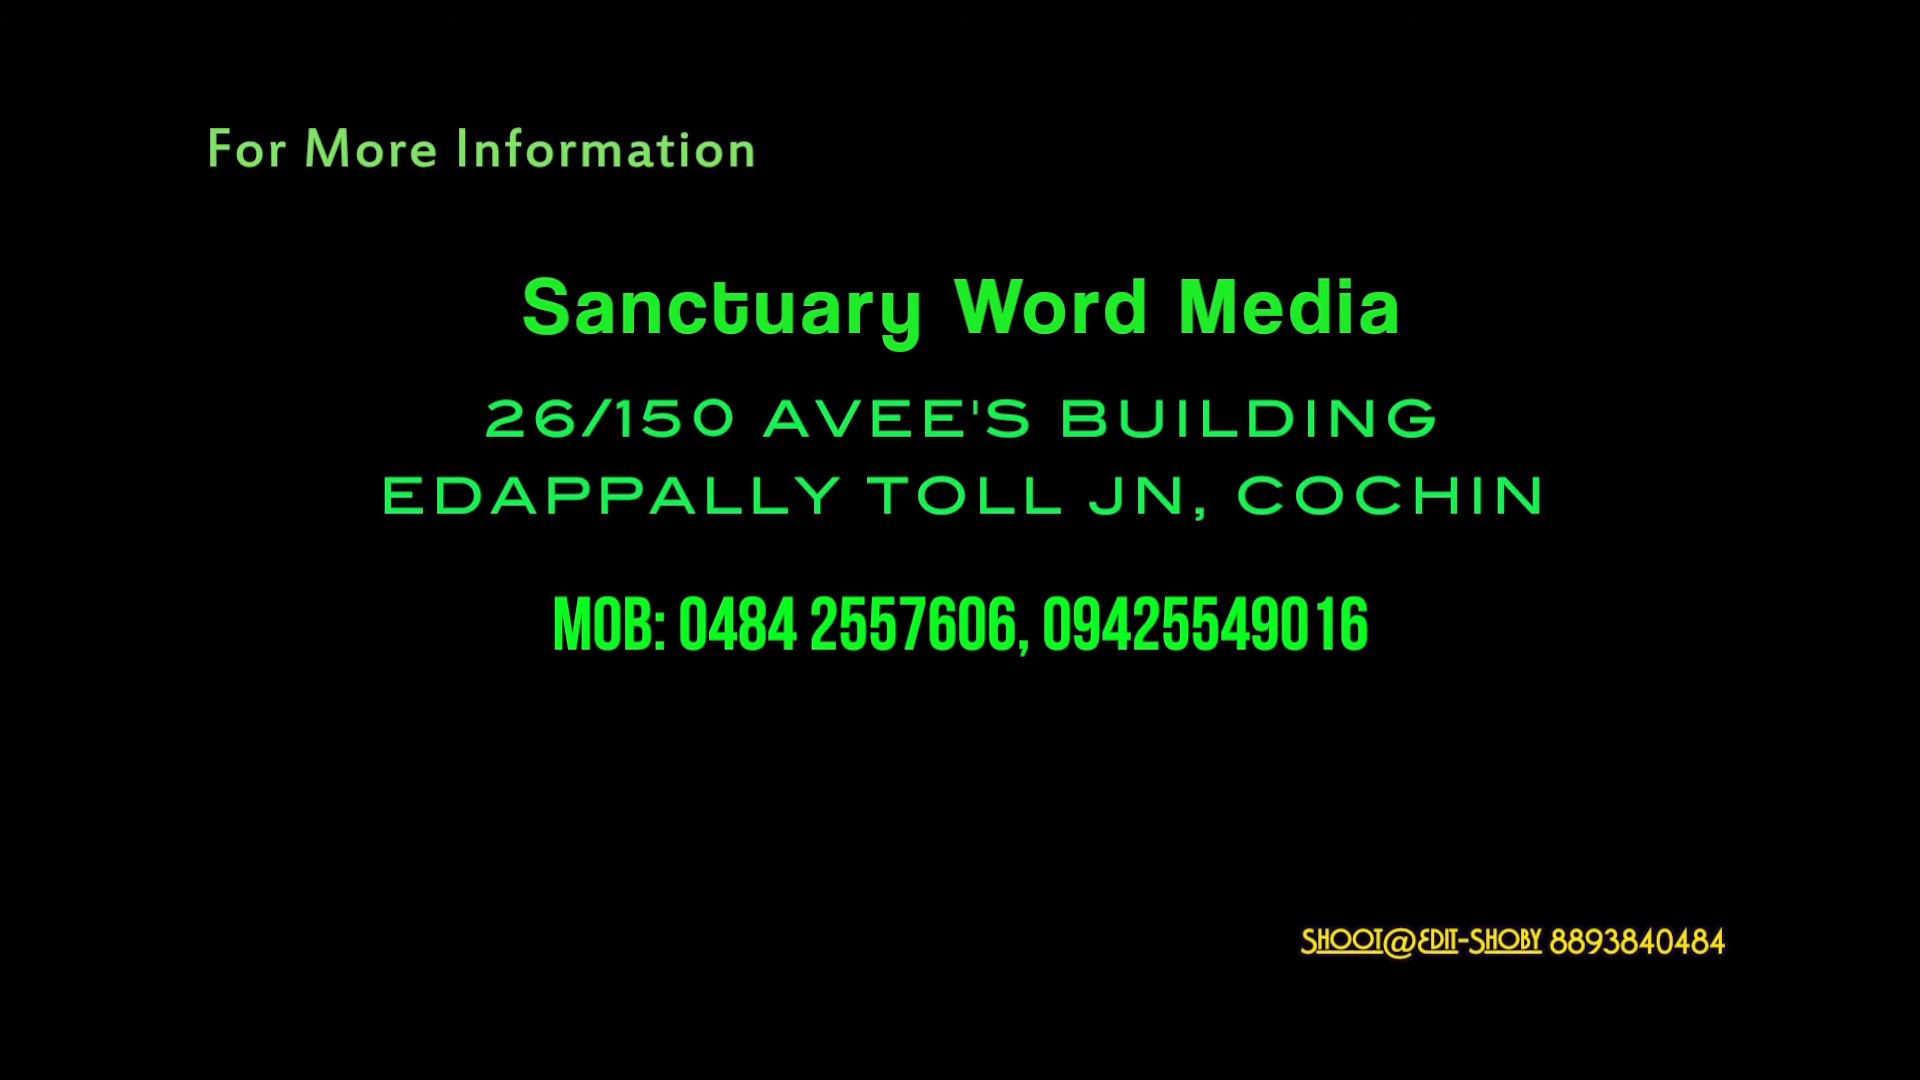 For More Information
Sanctuary Word Media
26/150 AVEE'S BUILDING
EDAPPALLY TOLL JN, COCHIN
MOB: 0484 2557606, 09425549016
SHOOT@EDIT-SHOBY 8893840484